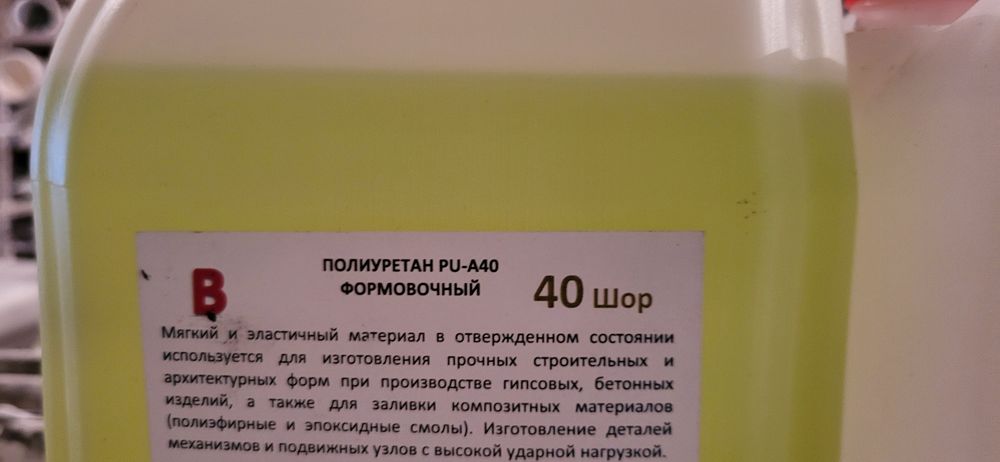 ПОЛИУРЕТАН PU-A40
ФОРМОВОЧНЫЙ
B
40 Шор
Мягкий и эластичный материал в отвержденном состоянии
используется для изготовления прочных строительных и
архитектурных форм при производстве гипсовых, бетонных
изделий, а также для заливки композитных материалов
(полиэфирные и эпоксидные смолы). Изготовление деталей
механизмов и подвижных узлов с высокой ударной нагрузкой.